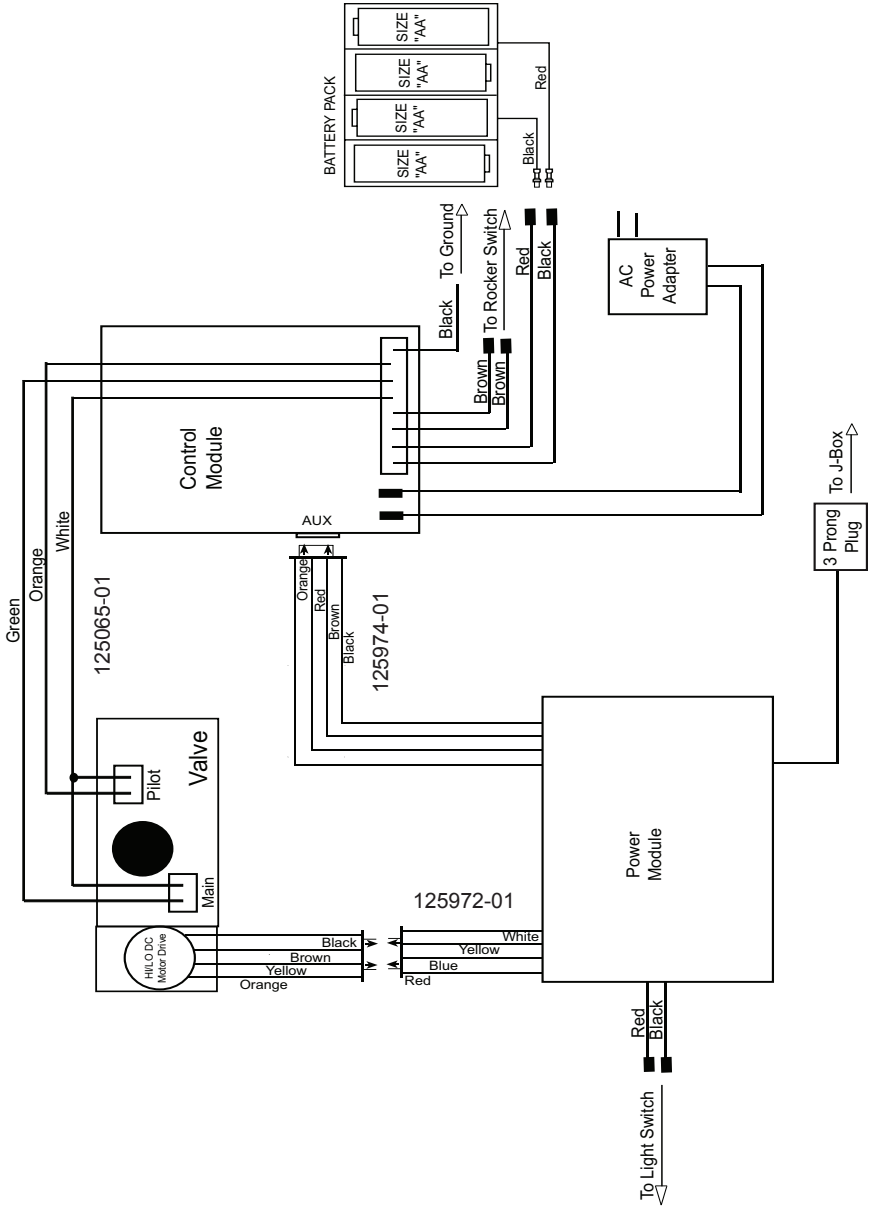 BATTERY PACK
SIZE
"AA"
SIZE
"AA"
SIZE
"AA"
SIZE
"AA"
Black
Red
Black
To Ground
To Rocker Switch
Brown
Brown
Red
Black
AC
Power
Adapter
Control
Module
AUX
Green
Orange
White
125065-01
Orange
Red
Brown
Black
125974-01
Valve
Pilot
Main
HI/LO DC
Motor Drive
Black
Brown
Yellow
Orange
125972-01
White
Yellow
Blue
Red
Power
Module
3 Prong
Plug
To J-Box
Red
Black
To Light Switch